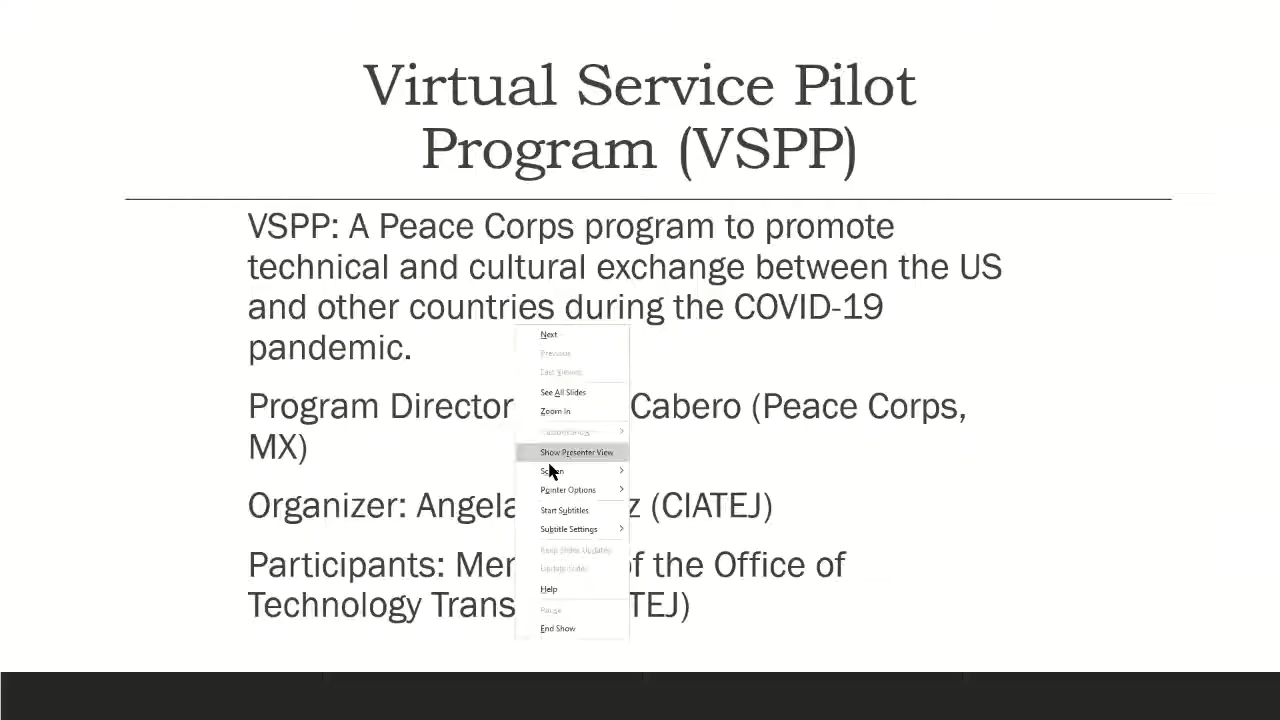 Virtual Service Pilot
Program (VSPP)
VSPP: A Peace Corps program to promote
technical and cultural exchange between the US
and other countries during the COVID-19
pandemic.
Program Director Cabero (Peace Corps,
MX)
Organizer: Angela z (CIATEJ)
Participants: Mem of the Office of
Technology Trans TEJ)
Next
Previous
Last Viewed
See All Slides
Zoom In
Show Presenter View
Screen
Pointer Options
Start Subtitles
Subtitle Settings
Keep Slides Updated
Update Slides
Help
Pause
End Show